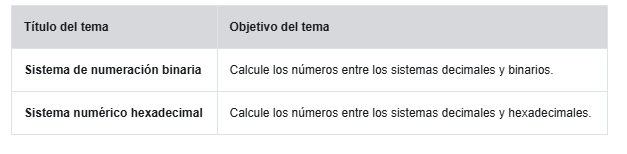 Título del tema
Objetivo del tema
Sistema de numeración binaria
Calcule los números entre los sistemas decimales y binarios.
Sistema numérico hexadecimal
Calcule los números entre los sistemas decimales y hexadecimales.